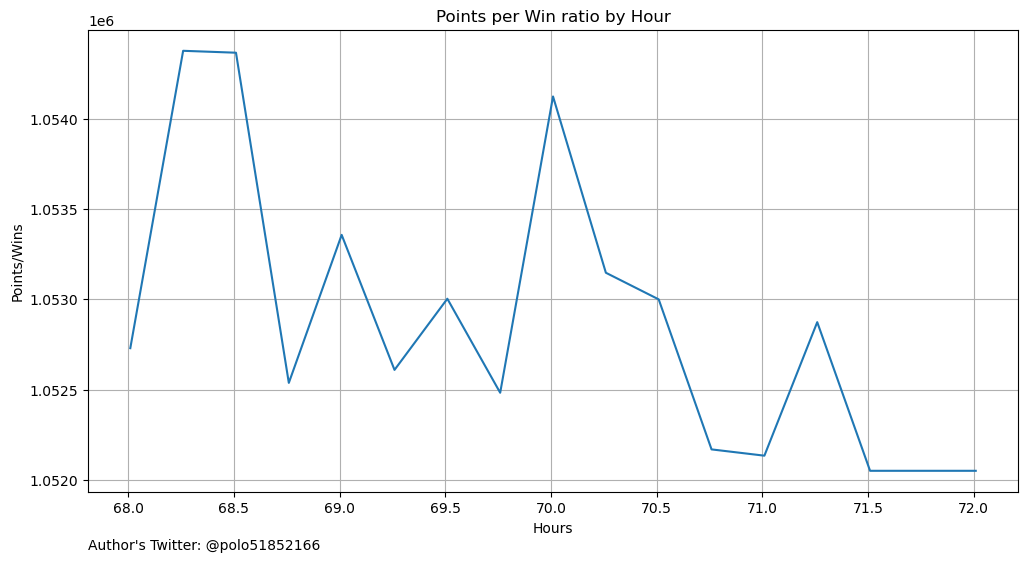 Points per Win ratio by Hour
1e6
1.0540
1.0535
1.0530
1.0525
1.0520
Points/Wins
68.0 68.5 69.0 69.5 70.0 70.5 71.0 71.5 72.0
Hours
Author's Twitter: @polo51852166